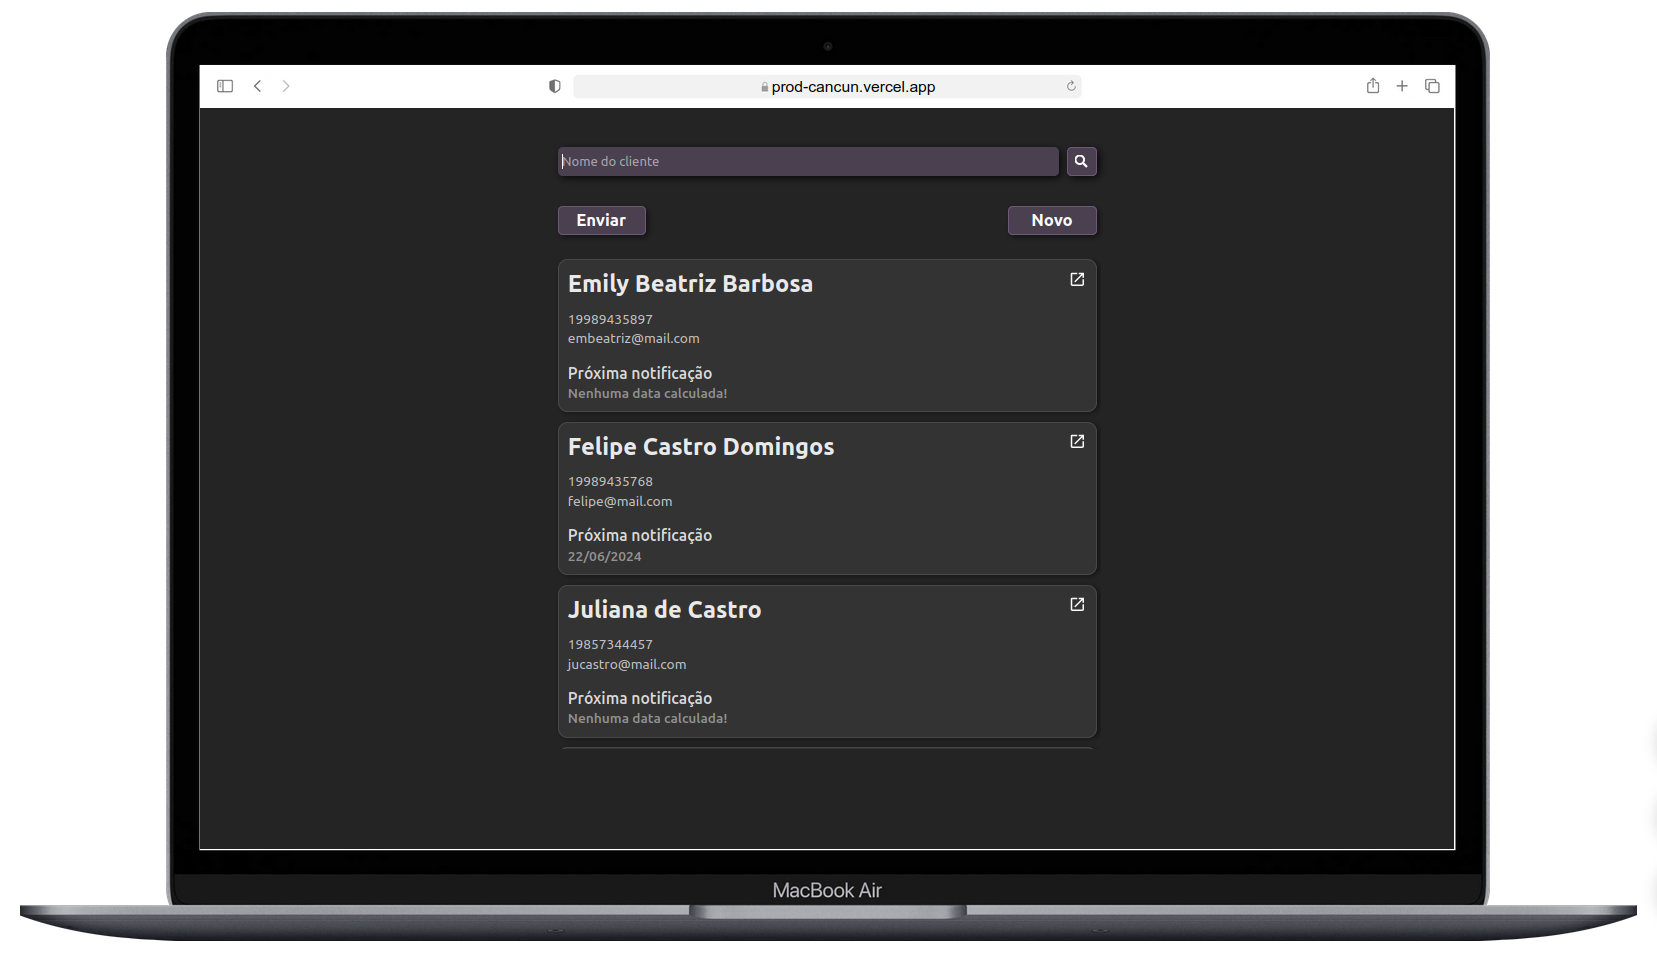 prod-cancun.vercel.app
Nome do cliente
Enviar
Novo
Emily Beatriz Barbosa
19989435897
embeatriz@mail.com
Próxima notificação
Nenhuma data calculada!
Felipe Castro Domingos
19989435768
felipe@mail.com
Próxima notificação
22/06/2024
Juliana de Castro
19857344457
jucastro@mail.com
Próxima notificação
Nenhuma data calculada!
MacBook Air